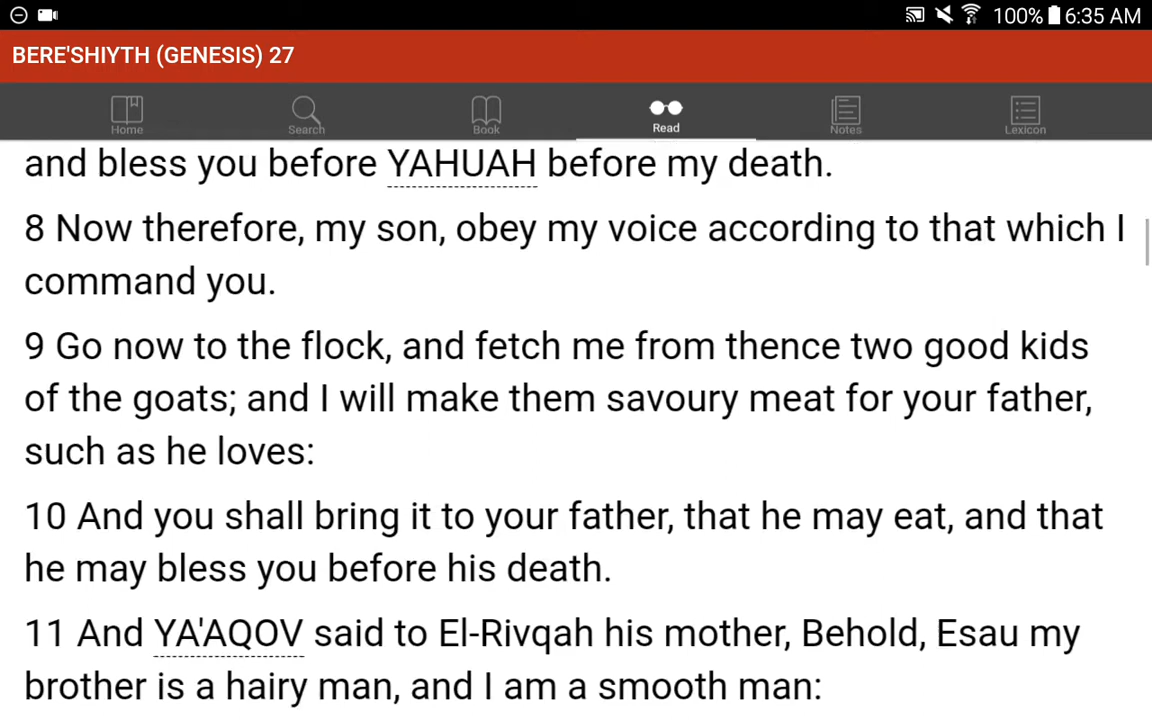 100% 6:35 AM
BERE'SHIYTH (GENESIS) 27
Home Search Book Read Notes Lexicon
and bless you before YAHUAH before my death.
8 Now therefore, my son, obey my voice according to that which I
command you.
9 Go now to the flock, and fetch me from thence two good kids
of the goats; and I will make them savoury meat for your father,
such as he loves:
10 And you shall bring it to your father, that he may eat, and that
he may bless you before his death.
11 And YA'AQOV said to El-Rivqah his mother, Behold, Esau my
brother is a hairy man, and I am a smooth man: